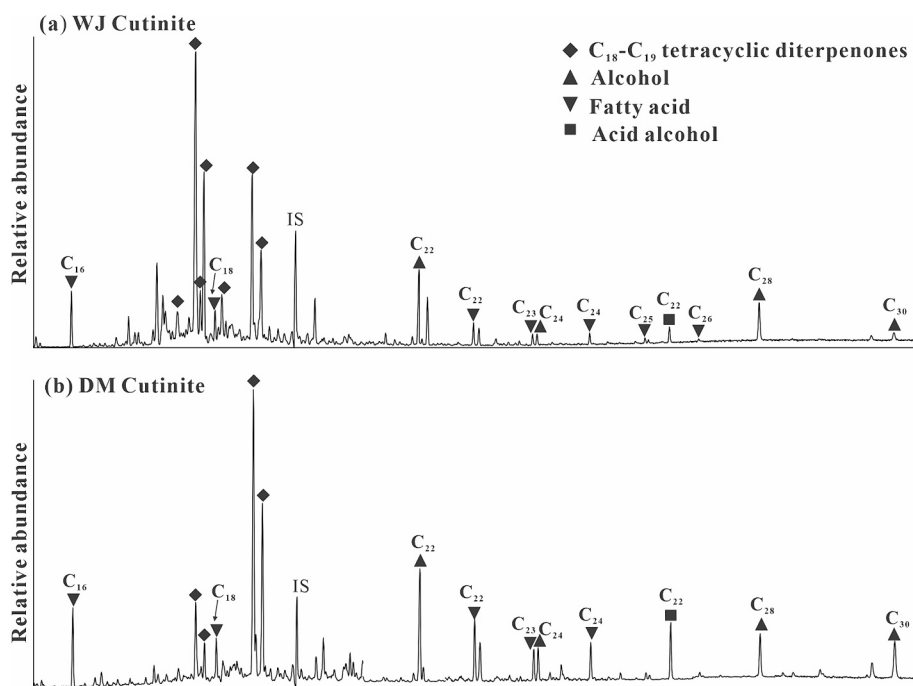 (a) WJ Cutinite
◆ C₁₈-C₁₉ tetracyclic diterpenones
▲ Alcohol
▼ Fatty acid
■ Acid alcohol
Relative abundance
C₁₆
C₁₈
IS
C₂₂
C₂₂
C₂₃
C₂₄
C₂₄
C₂₅
C₂₂
C₂₆
C₂₈
C₃₀
(b) DM Cutinite
Relative abundance
C₁₆
C₁₈
IS
C₂₂
C₂₂
C₂₃
C₂₄
C₂₄
C₂₂
C₂₈
C₃₀